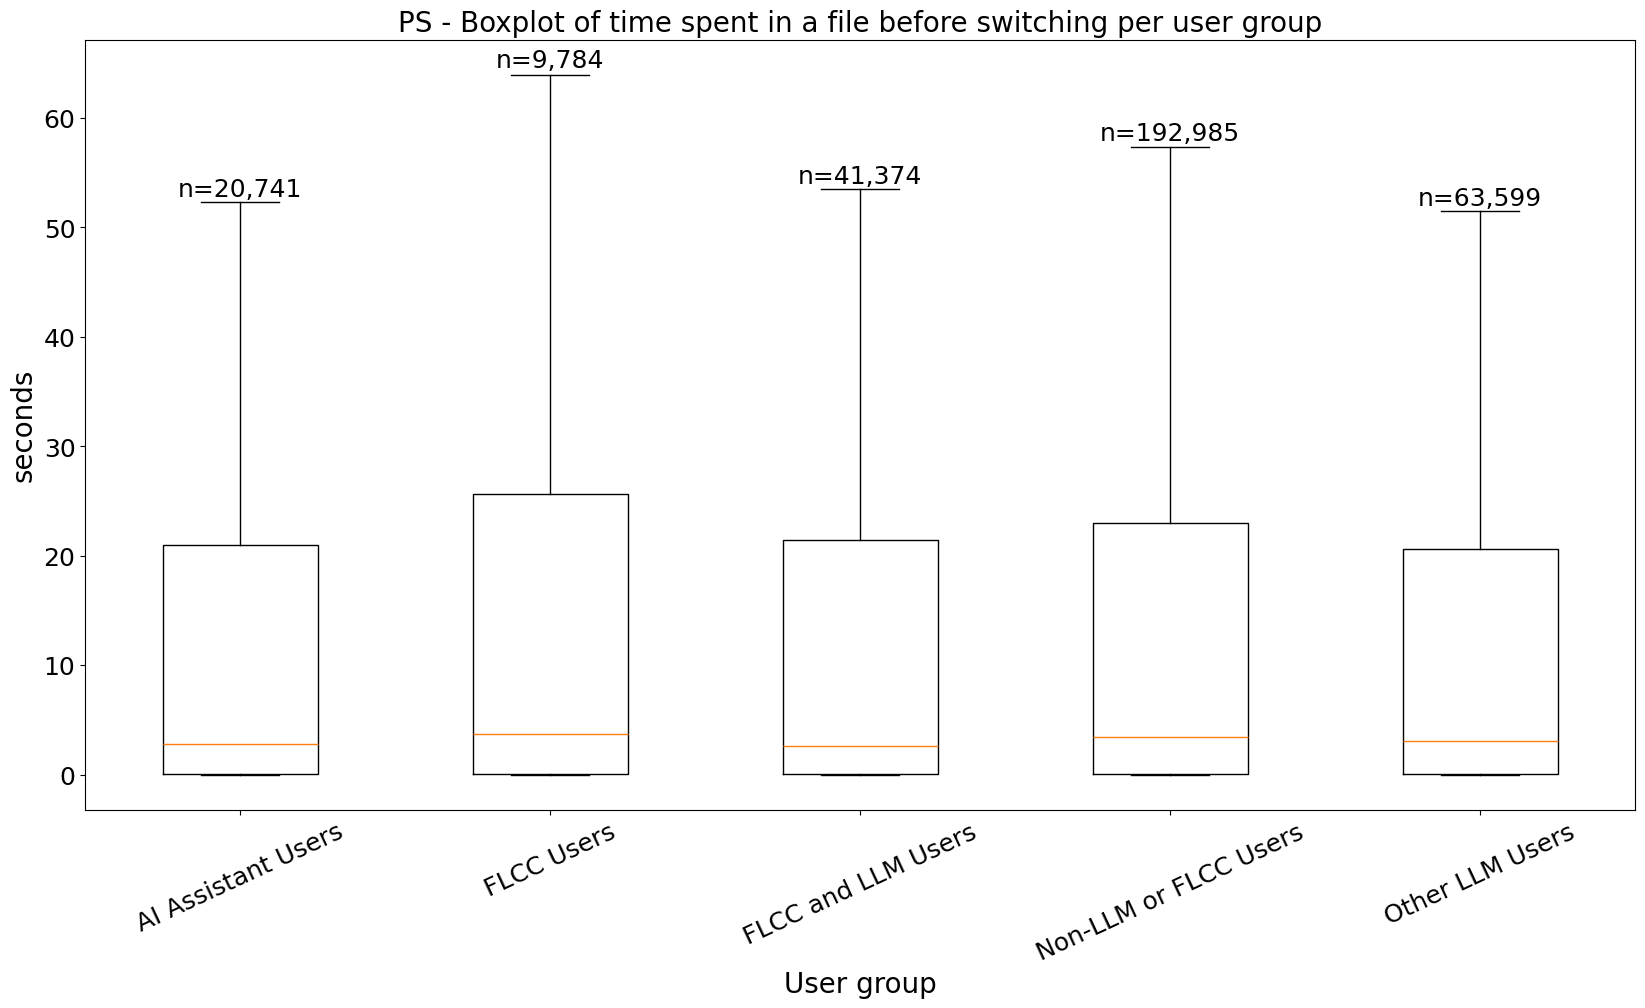 PS - Boxplot of time spent in a file before switching per user group
n=9,784
n=192,985
n=41,374
n=20,741
n=63,599
60
50
40
30
20
10
0
seconds
AI Assistant Users
FLCC Users
FLCC and LLM Users
Non-LLM or FLCC Users
Other LLM Users
User group